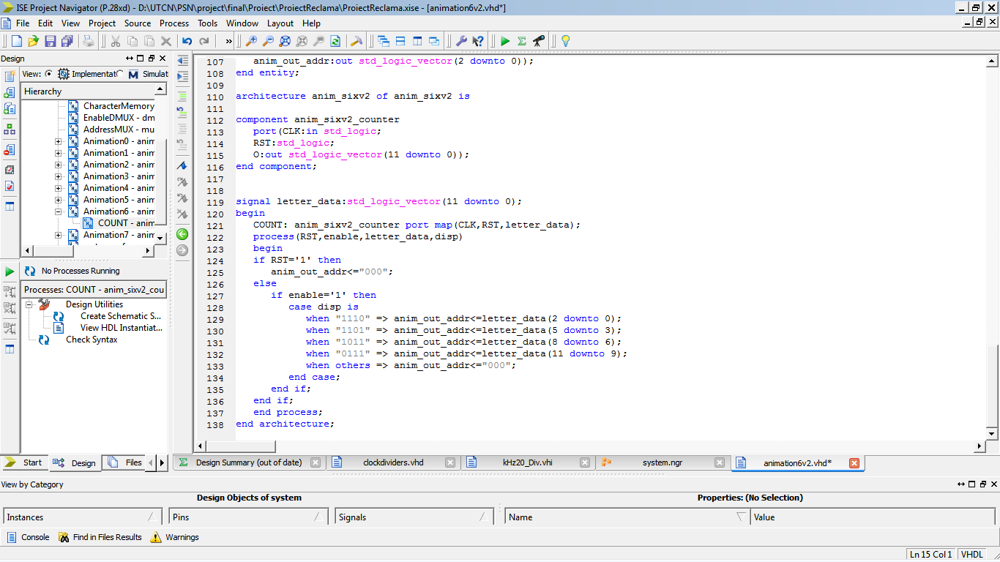 ISE Project Navigator (P.28xd) - D:\UTCN\PSN\project\final\Proiect\ProiectReclama\ProiectReclama.xise - [animation6v2.vhd*]
File Edit View Project Source Process Tools Window Layout Help
Design
View: Implementat Simulat
Hierarchy
CharacterMemory
EnableDMUX - dm
AddressMUX - mu
Animation0 - anim
Animation1 - anim
Animation2 - anim
Animation3 - anim
Animation4 - anim
Animation5 - anim
Animation6 - anim
COUNT - anim
Animation7 - anim
No Processes Running
Processes: COUNT - anim_sixv2_cou
Design Utilities
Create Schematic S...
View HDL Instantiat...
Check Syntax
Start Design Files
107 anim_out_addr:out std_logic_vector(2 downto 0));
108 end entity;
109
110 architecture anim_sixv2 of anim_sixv2 is
111
112 component anim_sixv2_counter
113 port(CLK:in std_logic;
114 RST:std_logic;
115 O:out std_logic_vector(11 downto 0));
116 end component;
117
118
119 signal letter_data:std_logic_vector(11 downto 0);
120 begin
121 COUNT: anim_sixv2_counter port map(CLK,RST,letter_data);
122 process(RST,enable,letter_data,disp)
123 begin
124 if RST='1' then
125 anim_out_addr<="000";
126 else
127 if enable='1' then
128 case disp is
129 when "1110" => anim_out_addr<=letter_data(2 downto 0);
130 when "1101" => anim_out_addr<=letter_data(5 downto 3);
131 when "1011" => anim_out_addr<=letter_data(8 downto 6);
132 when "0111" => anim_out_addr<=letter_data(11 downto 9);
133 when others => anim_out_addr<="000";
134 end case;
135 end if;
136 end if;
137 end process;
138 end architecture;
Design Summary (out of date) clockdividers.vhd kHz20_Div.vhi system.ngr animation6v2.vhd*
View by Category
Design Objects of system Properties: (No Selection)
Instances Pins Signals Name Value
Console Find in Files Results Warnings
Ln 15 Col 1 VHDL